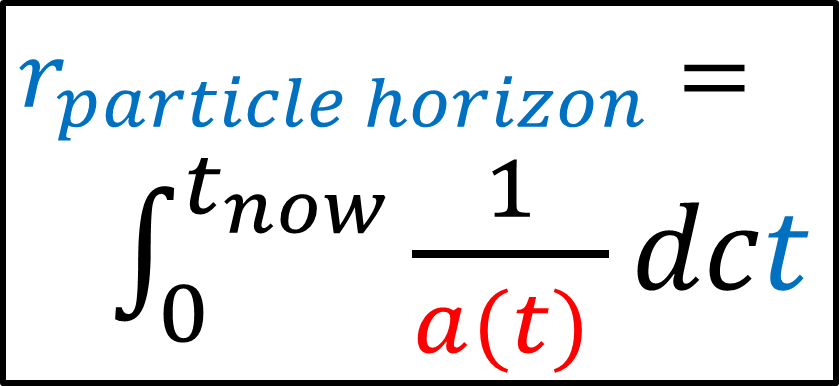 r_particle horizon =
∫_0^t_now 1/a(t) dct